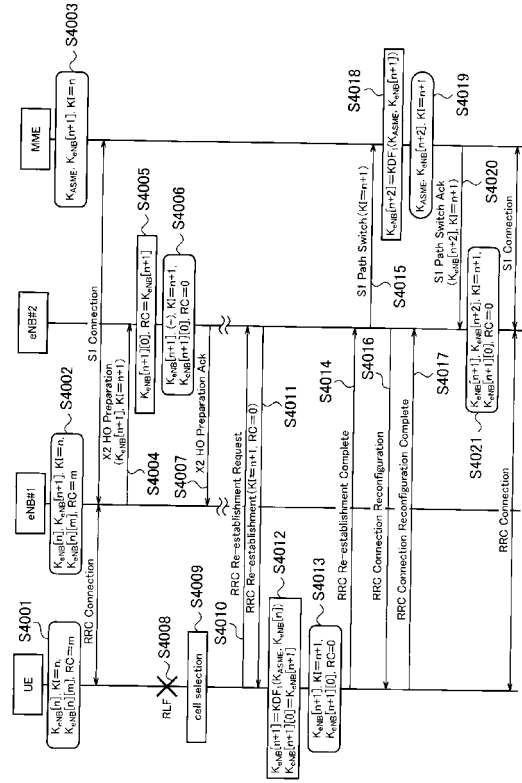 UE
eNB#1
eNB#2
MME
S4001
KeNB[n], KI=n,
KeNB[n][m], RC=m
S4002
KeNB[n], KeNB[n+1], KI=n,
KeNB[n][m], RC=m
S4003
KASME, KeNB[n+1], KI=n
RRC Connection
S1 Connection
X2 HO Preparation
(KeNB[n+1], KI=n+1)
S4004
KeNB[n+1][0], RC=KeNB[n+1]
S4005
KeNB[n+1], (-), KI=n+1,
KeNB[n+1][0], RC=0
S4006
X2 HO Preparation Ack
S4007
RLF
S4008
cell selection
S4009
RRC Re-establishment Request
S4010
RRC Re-establishment(KI=n+1, RC=0)
S4011
KeNB[n+1]=KDF1(KASME, KeNB[n])
KeNB[n+1][0]=KeNB[n+1]
S4012
KeNB[n+1], KI=n+1,
KeNB[n+1][0], RC=0
S4013
RRC Re-establishment Complete
S4014
S1 Path Switch(KI=n+1)
S4015
RRC Connection Reconfiguration
S4016
RRC Connection Reconfiguration Complete
S4017
KeNB[n+2]=KDF1(KASME, KeNB[n+1])
S4018
KASME, KeNB[n+2], KI=n+1
S4019
S1 Path Switch Ack
(KeNB[n+2], KI=n+1)
S4020
KeNB[n+1], KeNB[n+2], KI=n+1,
KeNB[n+1][0], RC=0
S4021
RRC Connection
S1 Connection